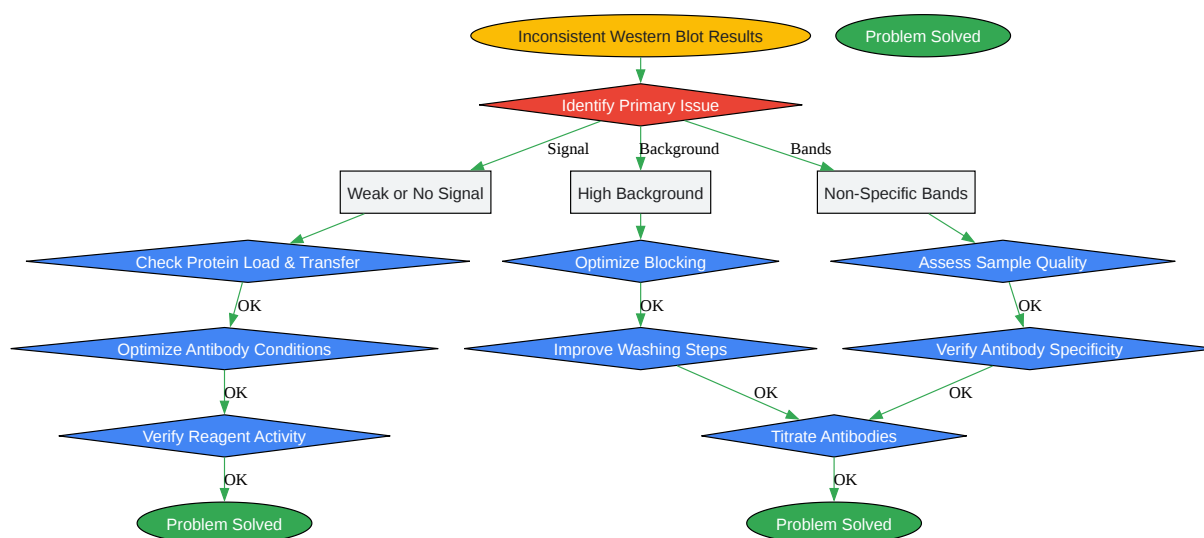 Inconsistent Western Blot Results
Problem Solved
Identify Primary Issue
Signal
Background
Bands
Weak or No Signal
High Background
Non-Specific Bands
Check Protein Load & Transfer
Optimize Blocking
Assess Sample Quality
OK
OK
OK
Optimize Antibody Conditions
Improve Washing Steps
Verify Antibody Specificity
OK
OK
OK
Verify Reagent Activity
Titrate Antibodies
OK
OK
Problem Solved
Problem Solved